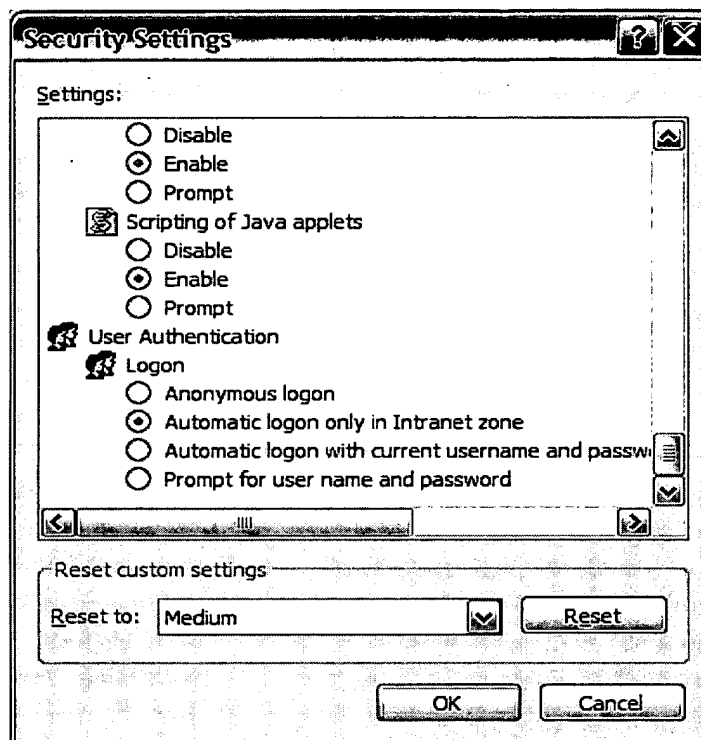 Security Settings
Settings:
Disable
Enable
Prompt
Scripting of Java applets
Disable
Enable
Prompt
User Authentication
Logon
Anonymous logon
Automatic logon only in Intranet zone
Automatic logon with current username and passw
Prompt for user name and password
Reset custom settings
Reset to: Medium Reset
OK Cancel